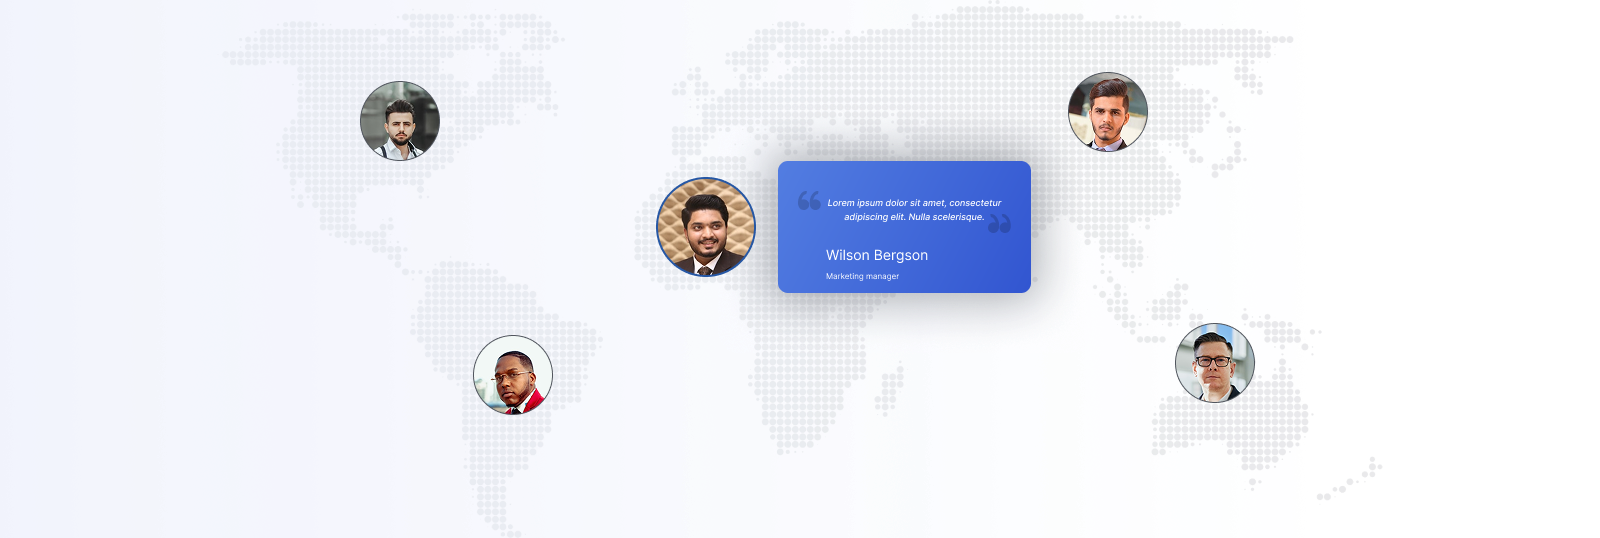 Lorem ipsum dolor sit amet, consectetur
adipiscing elit. Nulla scelerisque.
Wilson Bergson
Marketing manager